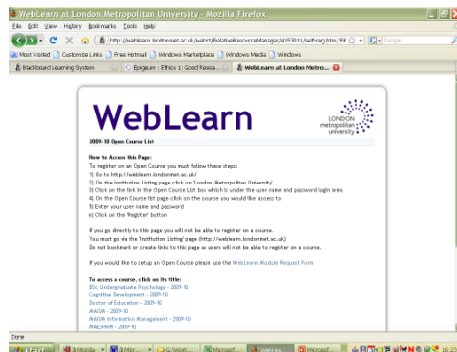 WebLearn at London Metropolitan University - Mozilla Firefox
File Edit View History Bookmarks Tools Help
Most Visited Customize Links Free Hotmail Windows Marketplace Windows Media Windows
Blackboard Learning System
Epigeum : Ethics 1: Good Resea...
WebLearn at London Metro...
WebLearn
LONDON
metropolitan
university
2009-10 Open Course List
How to Access this Page:
To register on an Open Course you must follow these steps:
1) Go to http://weblearn.londonmet.ac.uk/
2) On the Institution Listing page click on 'London Metropolitan University'
3) Click on the link in the Open Course List box which is under the user name and password login area
4) On the Open Course list page click on the course you would like access to
5) Enter your user name and password
6) Click on the 'Register' button
If you go directly to this page you will not be able to register on a course.
You must go via the 'Institution Listing' page (http://weblearn.londonmet.ac.uk)
Do not bookmark or create links to this page as users will not be able to register on a course.
If you would like to setup an Open Course please use the WebLearn Module Request Form
To access a course, click on its title:
BSc Undergraduate Psychology - 2009-10
Cognitive Development - 2009-10
Doctor of Education - 2009-10
MAISM - 2009-10
MAISM Information Management - 2009-10
Done